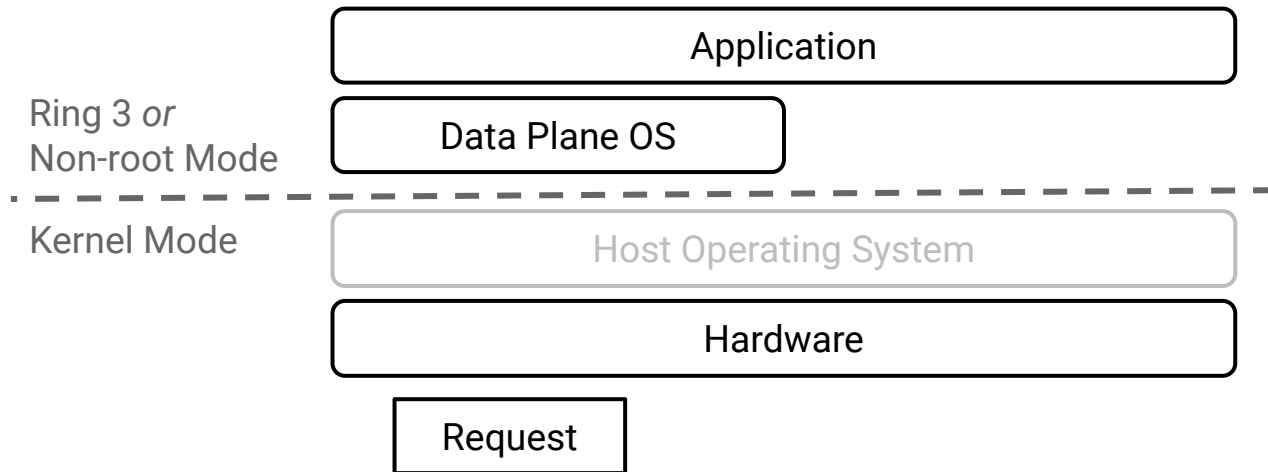 Application
Ring 3 or
Non-root Mode
Data Plane OS
Kernel Mode
Host Operating System
Hardware
Request